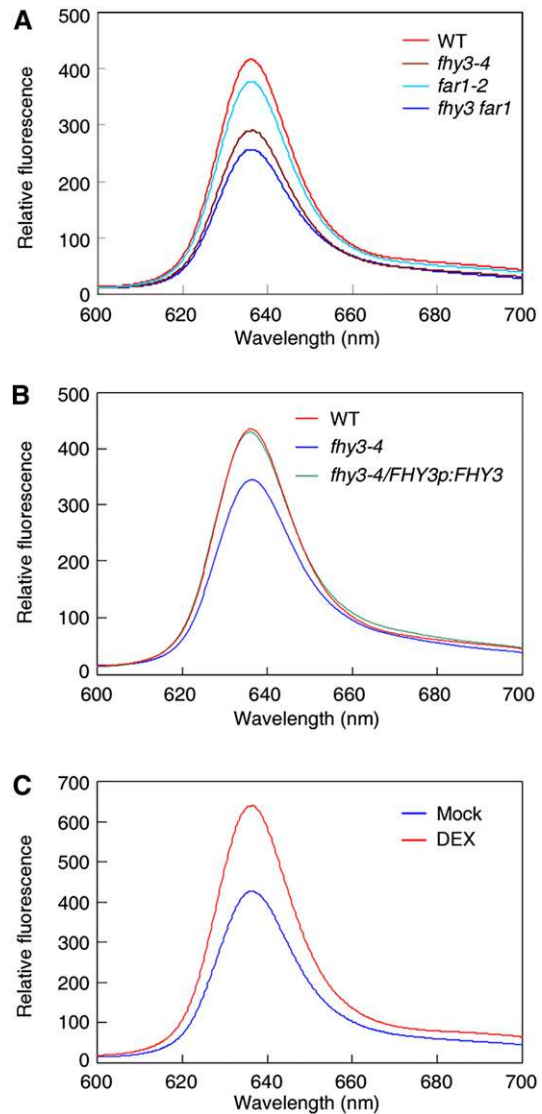 A
500
400
300
200
100
0
Relative fluorescence
WT
fhy3-4
far1-2
fhy3 far1
600 620 640 660 680 700
Wavelength (nm)
B
500
400
300
200
100
0
Relative fluorescence
WT
fhy3-4
fhy3-4/FHY3p:FHY3
600 620 640 660 680 700
Wavelength (nm)
C
700
600
500
400
300
200
100
0
Relative fluorescence
Mock
DEX
600 620 640 660 680 700
Wavelength (nm)